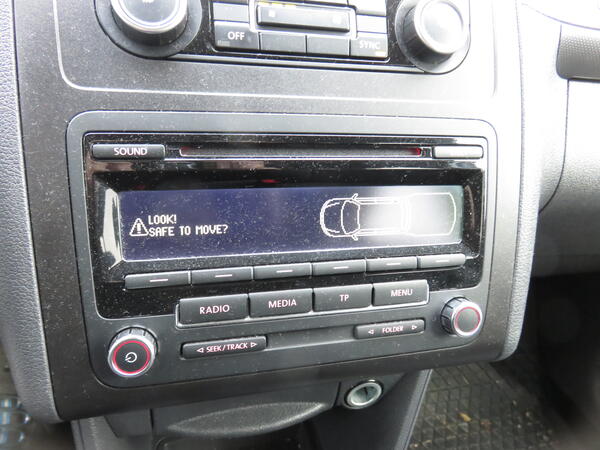 OFF
SYNC
SOUND
LOOK!
SAFE TO MOVE?
RADIO
MEDIA
TP
MENU
SEEK / TRACK
FOLDER